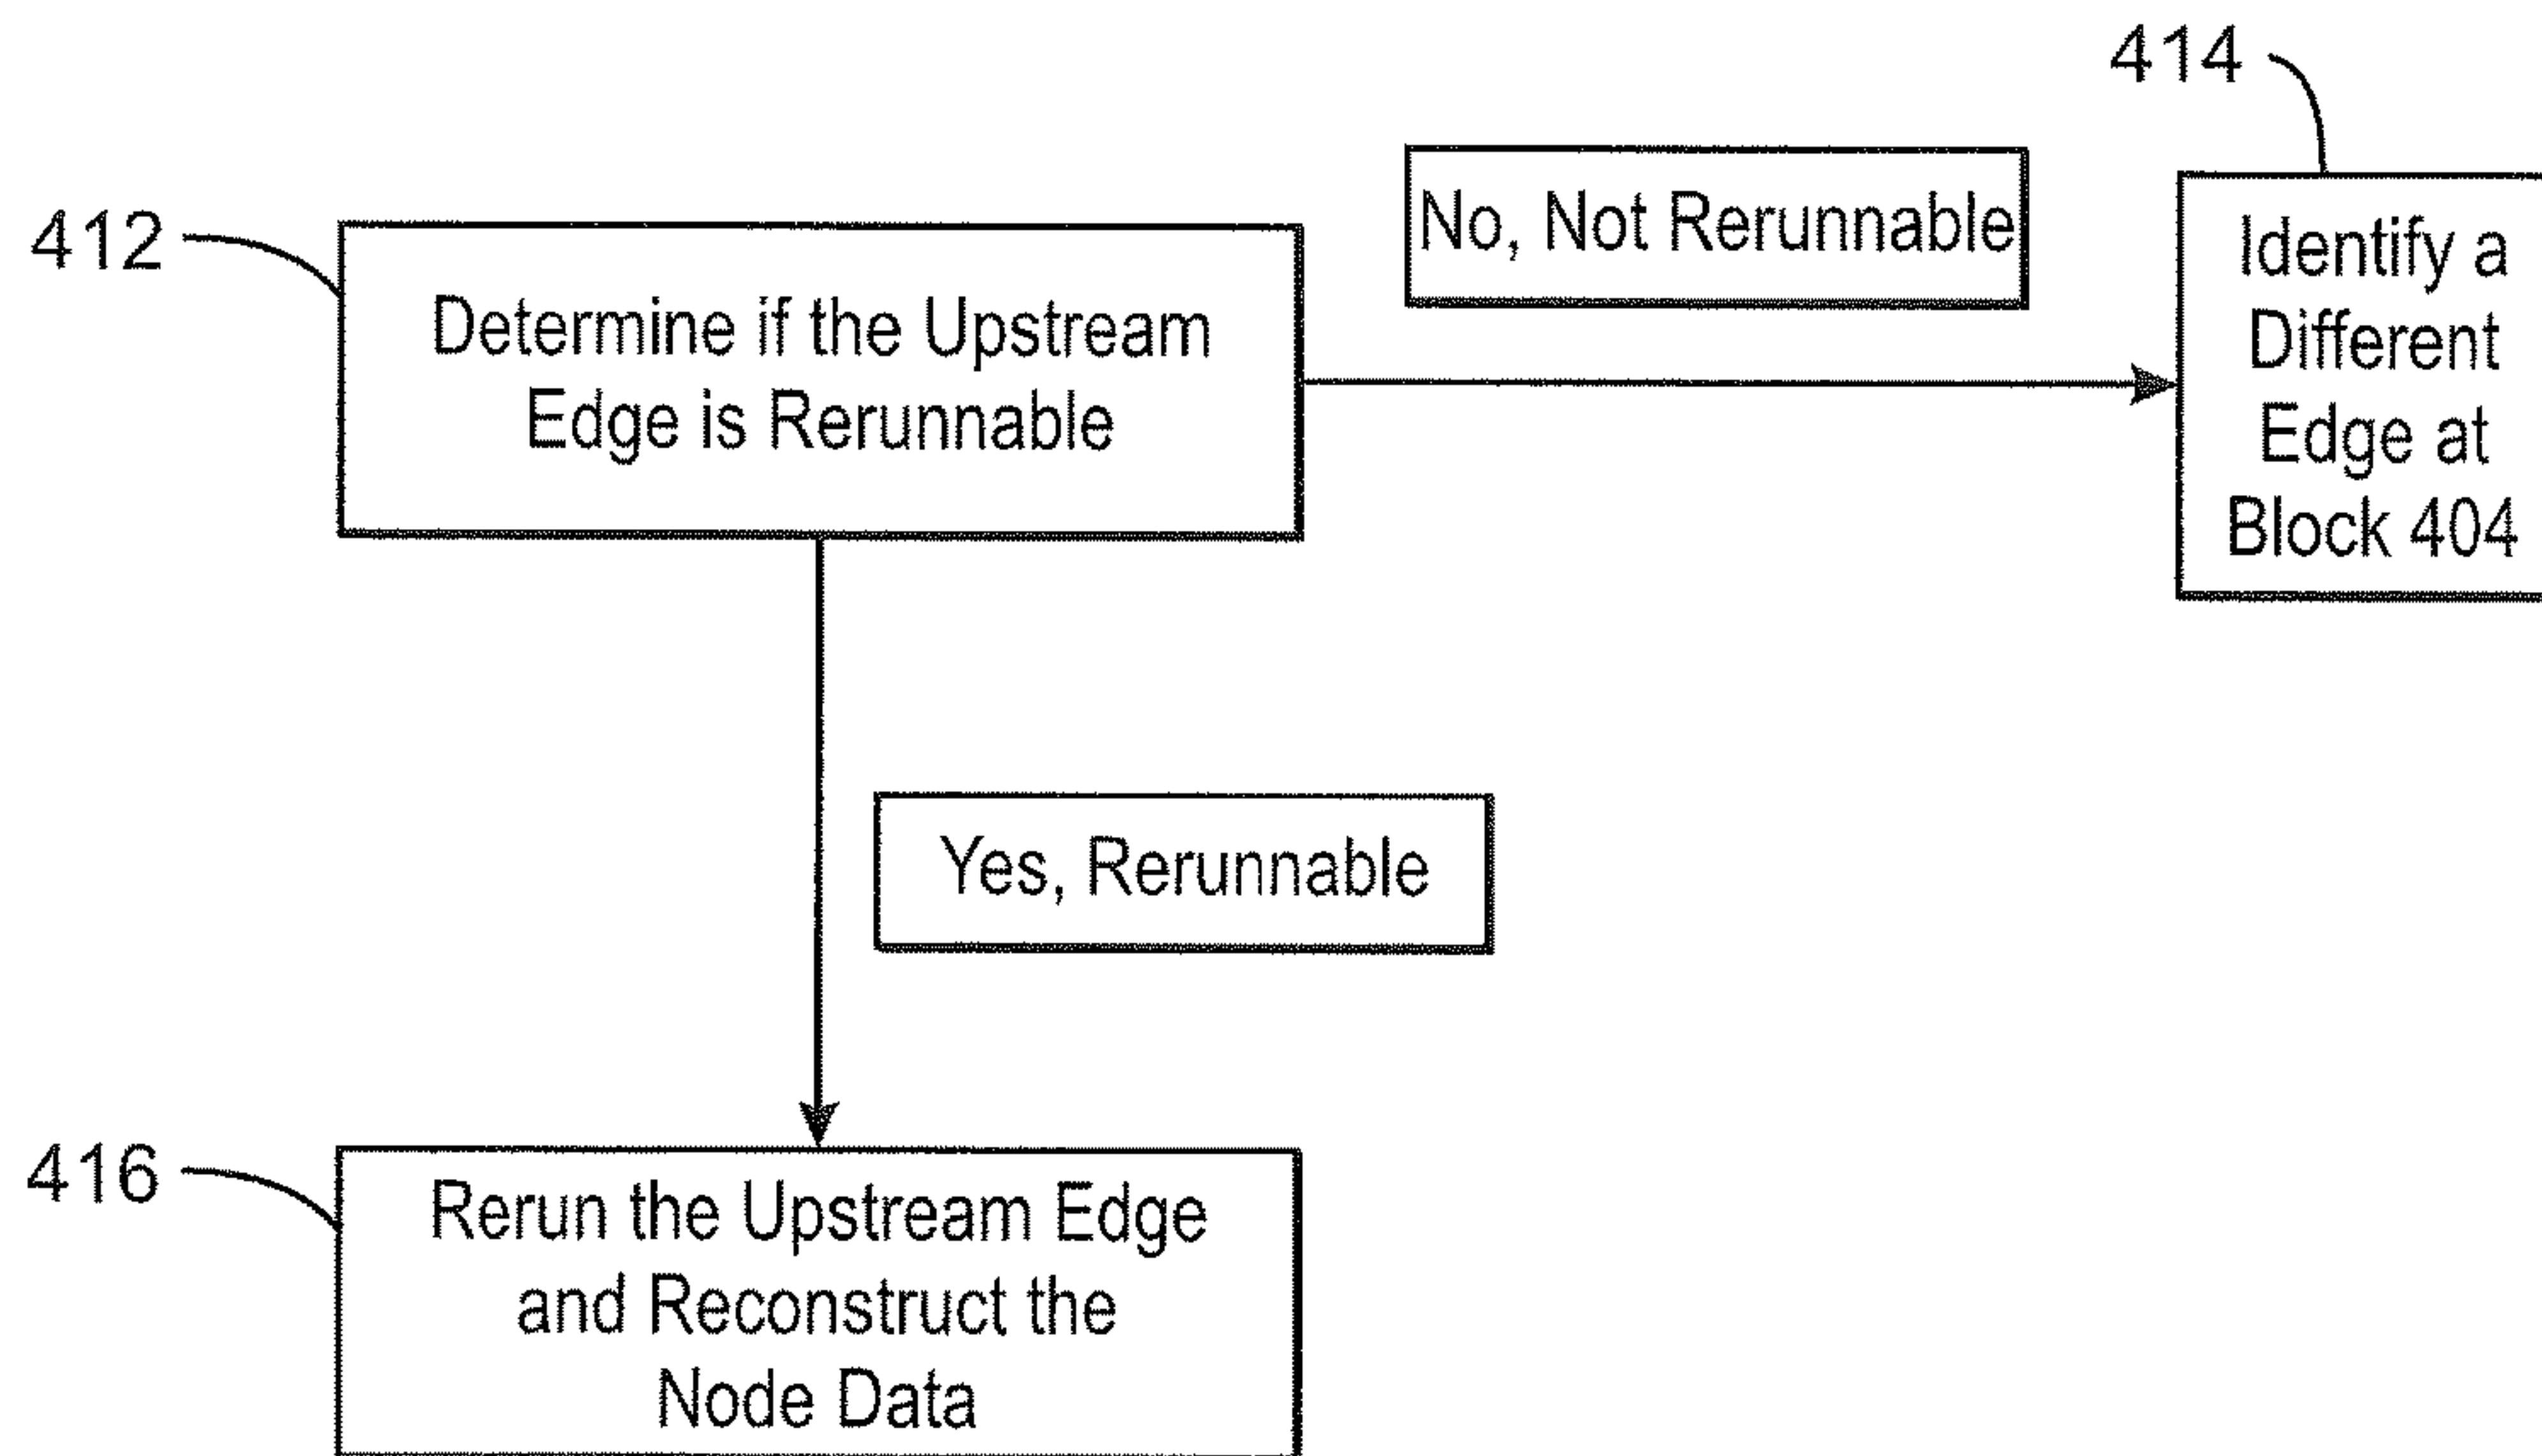 414
No, Not Rerunnable
412
Determine if the Upstream
Edge is Rerunnable
Identify a
Different
Edge at
Block 404
Yes, Rerunnable
416
Rerun the Upstream Edge
and Reconstruct the
Node Data